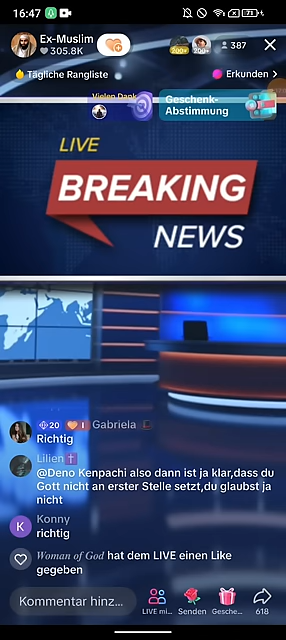 16:47
71
Ex-Muslim
305.8K
200+
200+
387
Tägliche Rangliste
Erkunden
Vielen Dank
Geschenk-
Abstimmung
LIVE
BREAKING
NEWS
20
I
Gabriela
Richtig
Lilien
@Deno Kenpachi also dann ist ja klar,dass du
Gott nicht an erster Stelle setzt,du glaubst ja
nicht
K
Konny
richtig
Woman of God hat dem LIVE einen Like
gegeben
Kommentar hinz...
LIVE mi...
Senden
Gesche...
618